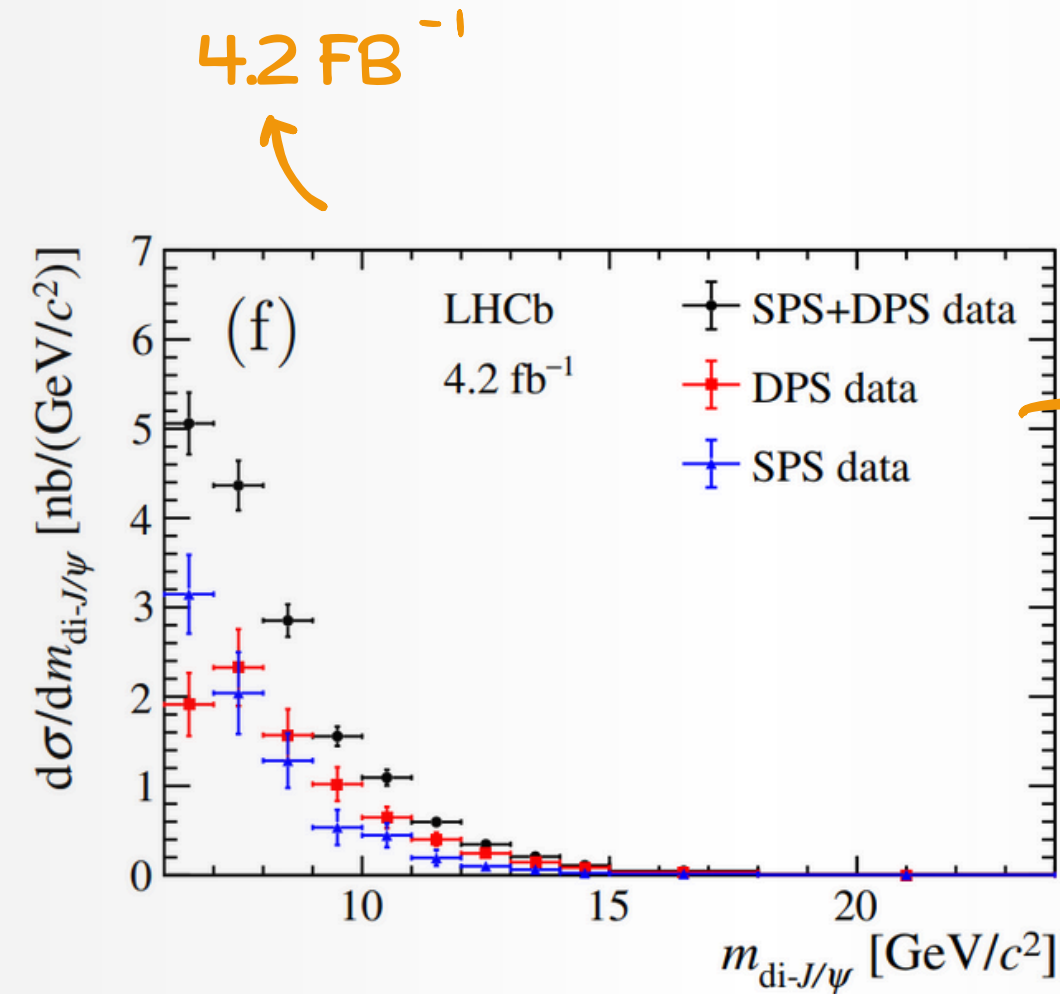 4.2 FB⁻¹
dσ/dm_di-J/ψ [nb/(GeV/c²)]
7
6
5
4
3
2
1
0
(f)
LHCb
4.2 fb⁻¹
SPS+DPS data
DPS data
SPS data
10 15 20
m_di-J/ψ [GeV/c²]